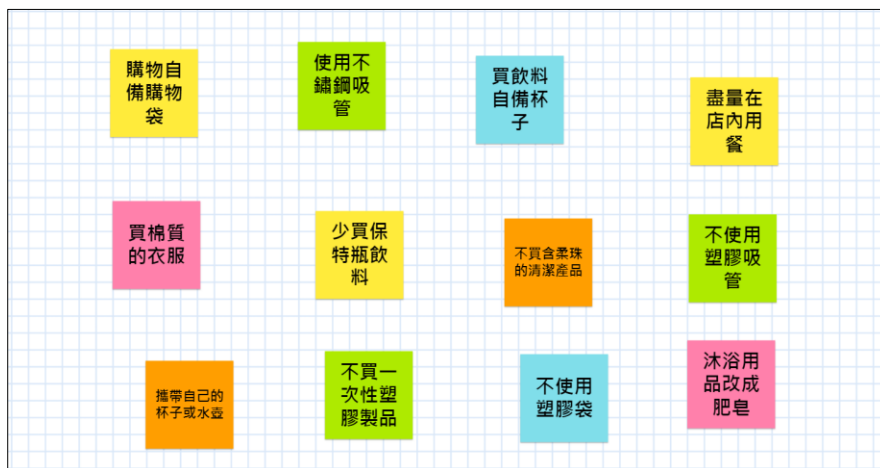 購物自
備購物
袋
使用不
鏽鋼吸
管
買飲料
自備杯
子
盡量在
店內用
餐
買棉質
的衣服
少買保
特瓶飲
料
不買含柔珠
的清潔產品
不使用
塑膠吸
管
攜帶自己的
杯子或水壺
不買一
次性塑
膠製品
不使用
塑膠袋
沐浴用
品改成
肥皂